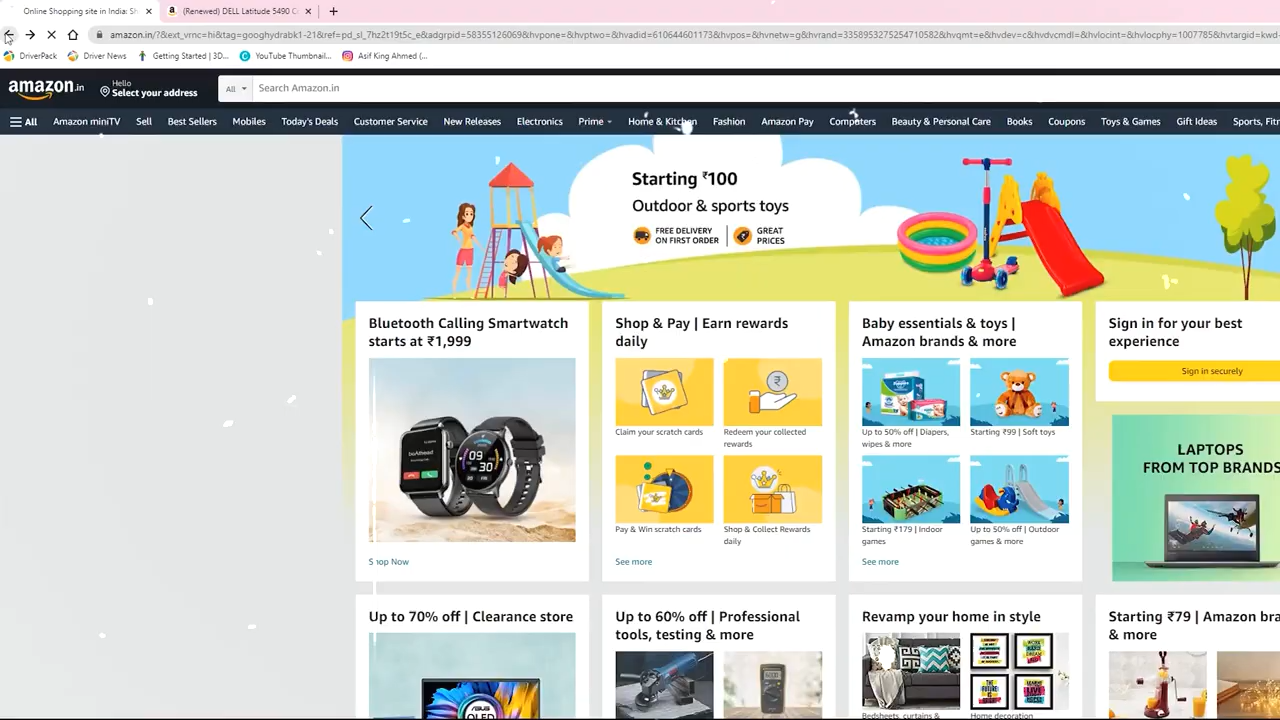 Online Shopping site in India: Sh
(Renewed) DELL Latitude 5490 C
amazon.in/?&ext_vrnc=hi&tag=googhydrabk1-21&ref=pd_sl_7hz2t19t5c_e&adgrpid=58355126069&hvpone=&hvptwo=&hvadid=610644601173&hvpos=&hvnetw=g&hvrand=3358953275254710582&hvqmt=e&hvdev=c&hvdvcmdl=&hvlocint=&hvlocphy=1007785&hvtargid=kwd-
DriverPack
Driver News
Getting Started | 3D...
YouTube Thumbnail...
Asif King Ahmed (...
amazon.in
Hello
Select your address
All
Search Amazon.in
All
Amazon miniTV
Sell
Best Sellers
Mobiles
Today's Deals
Customer Service
New Releases
Electronics
Prime
Home & Kitchen
Fashion
Amazon Pay
Computers
Beauty & Personal Care
Books
Coupons
Toys & Games
Gift Ideas
Sports, Fit
Starting ₹100
Outdoor & sports toys
FREE DELIVERY
ON FIRST ORDER
GREAT
PRICES
Bluetooth Calling Smartwatch
starts at ₹1,999
09
30
Shop Now
Shop & Pay | Earn rewards
daily
Claim your scratch cards
Redeem your collected
rewards
Pay & Win scratch cards
Shop & Collect Rewards
daily
See more
Baby essentials & toys |
Amazon brands & more
Up to 50% off | Diapers,
wipes & more
Starting ₹99 | Soft toys
Starting ₹179 | Indoor
games
Up to 50% off | Outdoor
games & more
See more
Sign in for your best
experience
Sign in securely
LAPTOPS
FROM TOP BRANDS
Up to 70% off | Clearance store
ASUS
OLED
Up to 60% off | Professional
tools, testing & more
Revamp your home in style
Bedsheets, curtains &
Home decoration
Starting ₹79 | Amazon bra
& more